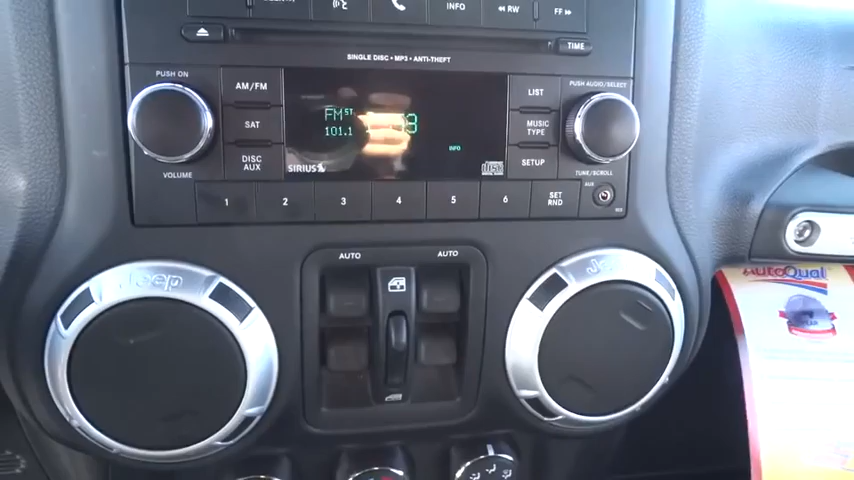 INFO
RW
FF
PUSH
TIME
SINGLE DISC • MP3 • ANTI-THEFT
PUSH ON
PUSH AUDIO/SELECT
AM/FM
SAT
DISC
AUX
VOLUME
FM ST
101.1
INFO
SIRIUS
disc
LIST
MUSIC
TYPE
SETUP
TUNE/SCROLL
AUX
1
2
3
4
5
6
SET
RND
AUTO
AUTO
Jeep
AutoQual